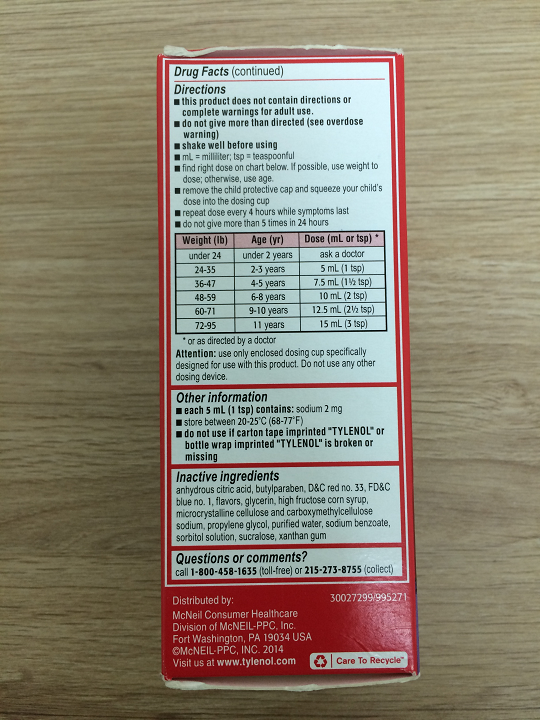 Drug Facts (continued)
Directions
■ this product does not contain directions or
complete warnings for adult use.
■ do not give more than directed (see overdose
warning)
■ shake well before using
■ mL = milliliter; tsp = teaspoonful
■ find right dose on chart below. If possible, use weight to
dose; otherwise, use age.
■ remove the child protective cap and squeeze your child's
dose into the dosing cup
■ repeat dose every 4 hours while symptoms last
■ do not give more than 5 times in 24 hours
Weight (lb) Age (yr) Dose (mL or tsp) *
under 24 under 2 years ask a doctor
24-35 2-3 years 5 mL (1 tsp)
36-47 4-5 years 7.5 mL (1½ tsp)
48-59 6-8 years 10 mL (2 tsp)
60-71 9-10 years 12.5 mL (2½ tsp)
72-95 11 years 15 mL (3 tsp)
* or as directed by a doctor
Attention: use only enclosed dosing cup specifically
designed for use with this product. Do not use any other
dosing device.
Other information
■ each 5 mL (1 tsp) contains: sodium 2 mg
■ store between 20-25°C (68-77°F)
■ do not use if carton tape imprinted "TYLENOL" or
bottle wrap imprinted "TYLENOL" is broken or
missing
Inactive ingredients
anhydrous citric acid, butylparaben, D&C red no. 33, FD&C
blue no. 1, flavors, glycerin, high fructose corn syrup,
microcrystalline cellulose and carboxymethylcellulose
sodium, propylene glycol, purified water, sodium benzoate,
sorbitol solution, sucralose, xanthan gum
Questions or comments?
call 1-800-458-1635 (toll-free) or 215-273-8755 (collect)
Distributed by: 30027299/995271
McNeil Consumer Healthcare
Division of McNEIL-PPC, Inc.
Fort Washington, PA 19034 USA
©McNEIL-PPC, INC. 2014
Visit us at www.tylenol.com Care To Recycle™